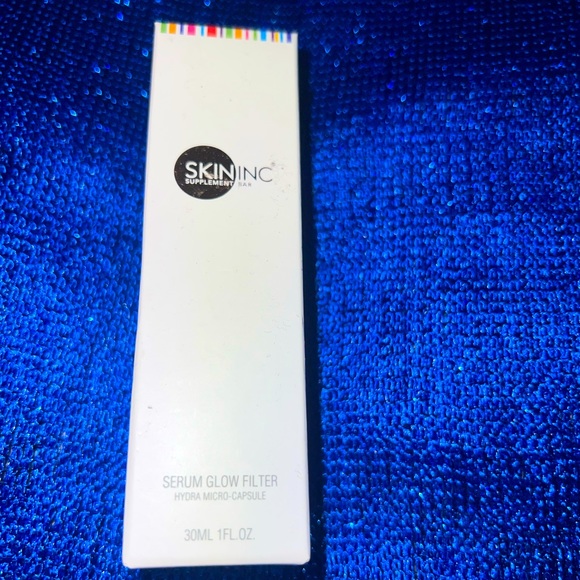 SKININC®
SUPPLEMENT BAR
SERUM GLOW FILTER
HYDRA MICRO-CAPSULE
30ML 1FL.OZ.